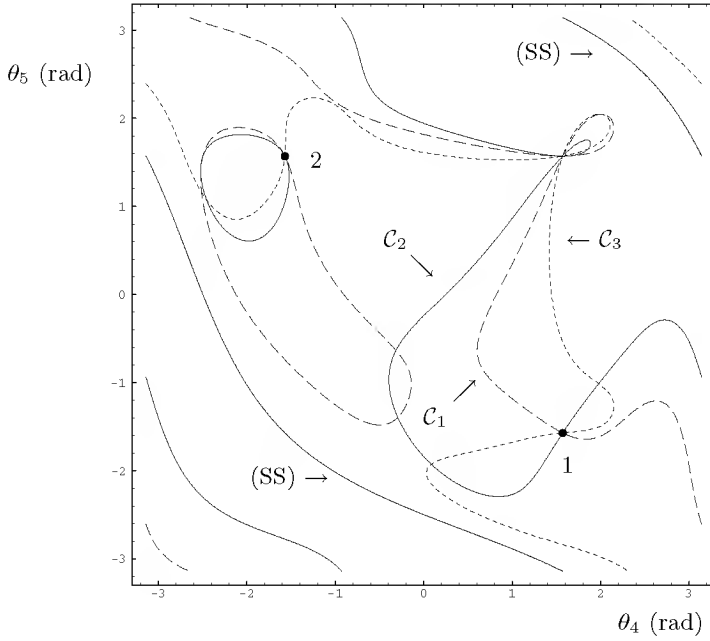 θ₅ (rad)
3
2
1
0
-1
-2
-3
(SS) →
2
𝒞₂
← 𝒞₃
𝒞₁
1
(SS) →
-3
-2
-1
0
1
2
3
θ₄ (rad)